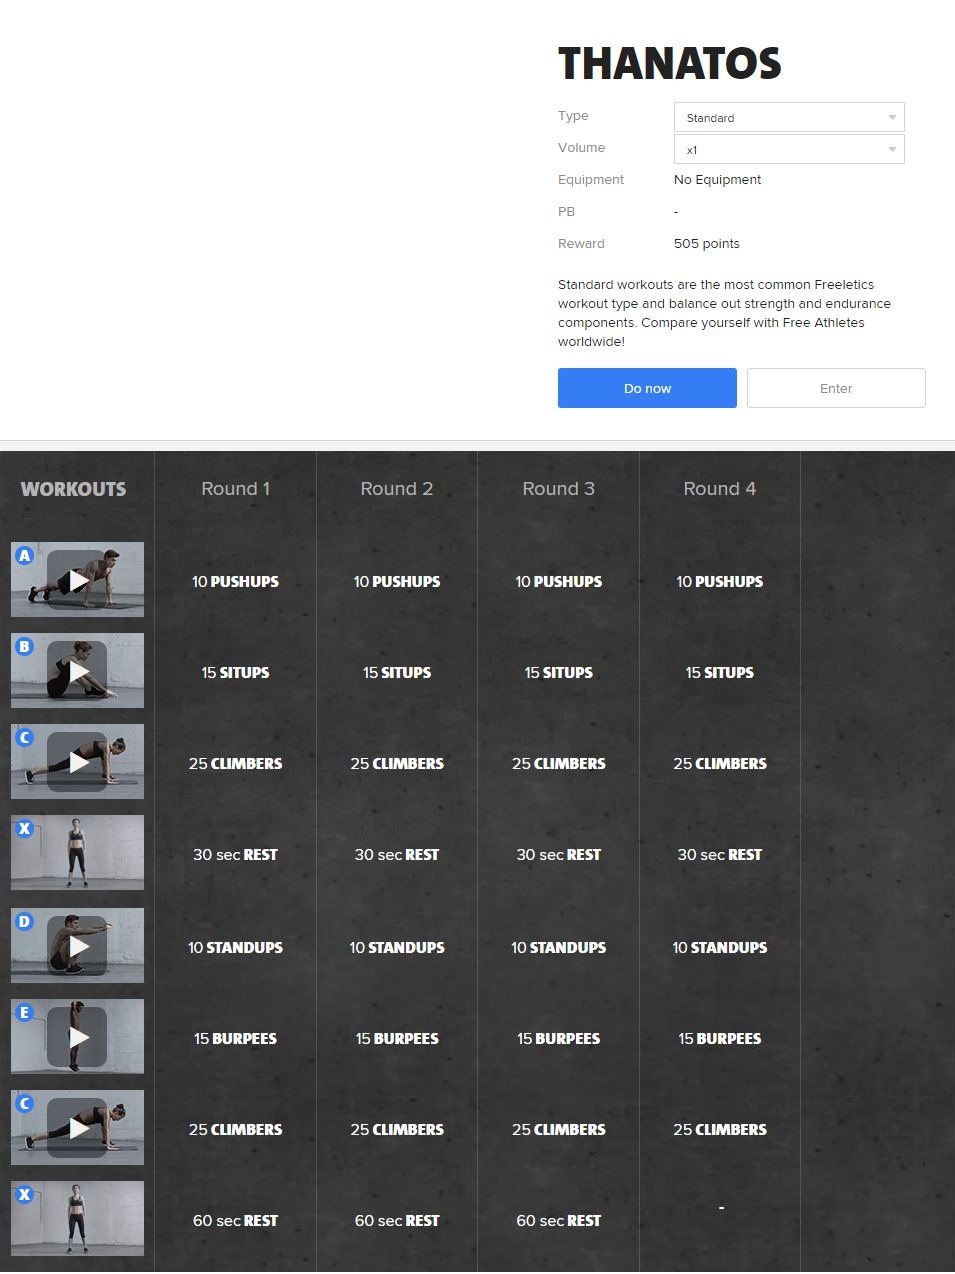 THANATOS
Type Standard
Volume x1
Equipment No Equipment
PB -
Reward 505 points
Standard workouts are the most common Freeletics
workout type and balance out strength and endurance
components. Compare yourself with Free Athletes
worldwide!
Do now Enter
WORKOUTS Round 1 Round 2 Round 3 Round 4
A 10 PUSHUPS 10 PUSHUPS 10 PUSHUPS 10 PUSHUPS
B 15 SITUPS 15 SITUPS 15 SITUPS 15 SITUPS
C 25 CLIMBERS 25 CLIMBERS 25 CLIMBERS 25 CLIMBERS
X 30 sec REST 30 sec REST 30 sec REST 30 sec REST
D 10 STANDUPS 10 STANDUPS 10 STANDUPS 10 STANDUPS
E 15 BURPEES 15 BURPEES 15 BURPEES 15 BURPEES
C 25 CLIMBERS 25 CLIMBERS 25 CLIMBERS 25 CLIMBERS
X 60 sec REST 60 sec REST 60 sec REST -